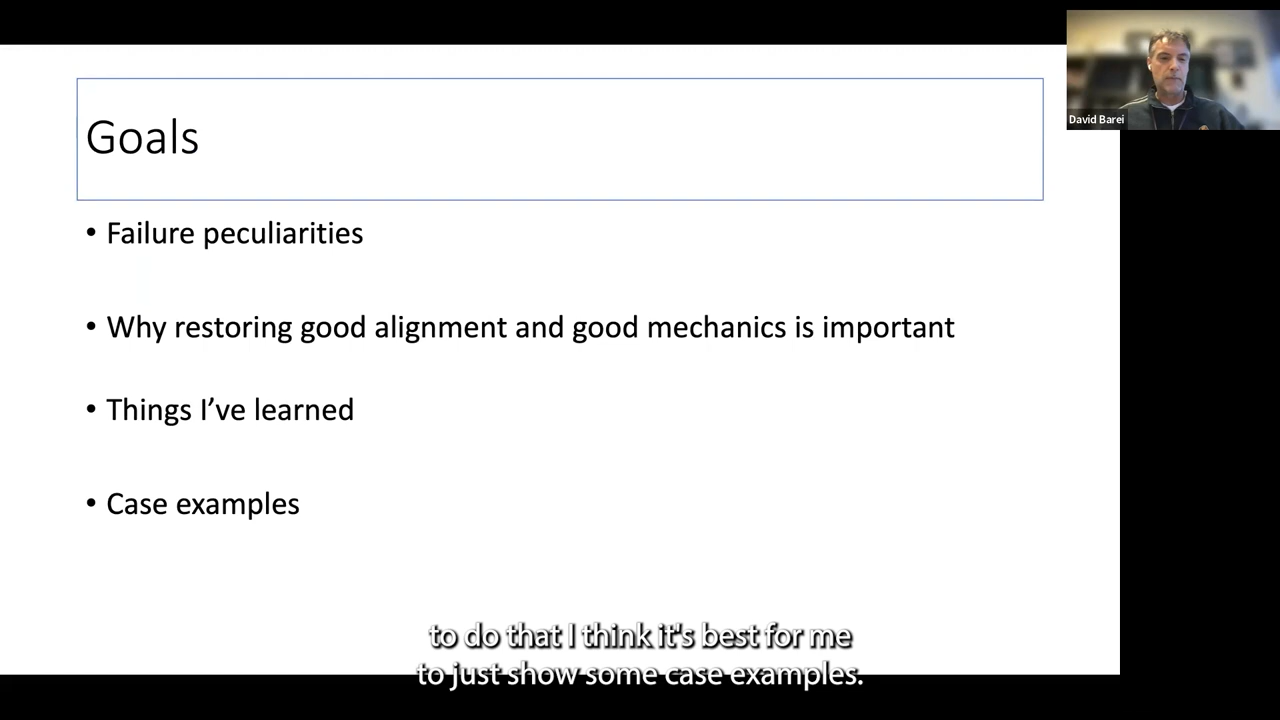 Goals
• Failure peculiarities
• Why restoring good alignment and good mechanics is important
• Things I’ve learned
• Case examples
David Barei
to do that I think it's best for me
to just show some case examples.